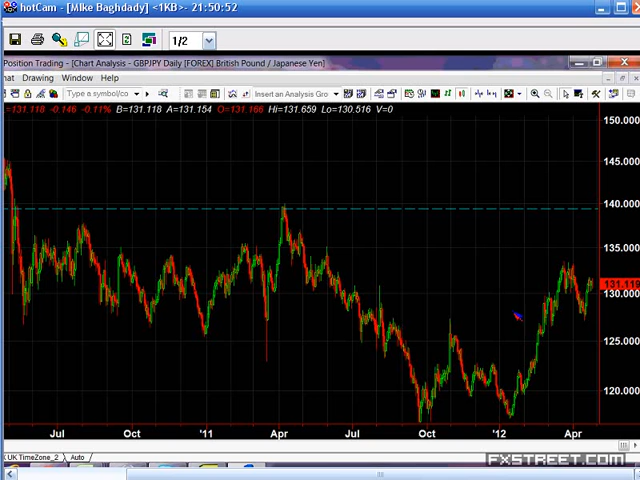 hotCam - [Mike Baghdady] <1KB> - 21:50:52
1/2
Position Trading - [Chart Analysis - GBPJPY Daily [FOREX] British Pound / Japanese Yen]
mat Drawing Window Help
Type a symbol/co
Insert an Analysis Gro
=131.118 -0.146 -0.11% B=131.118 A=131.154 O=131.166 Hi=131.659 Lo=130.516 V=0
150.000
145.000
140.000
135.000
131.118
130.000
125.000
120.000
Jul Oct '11 Apr Jul Oct '12 Apr
UK TimeZone_2 Auto
FXSTREET.COM